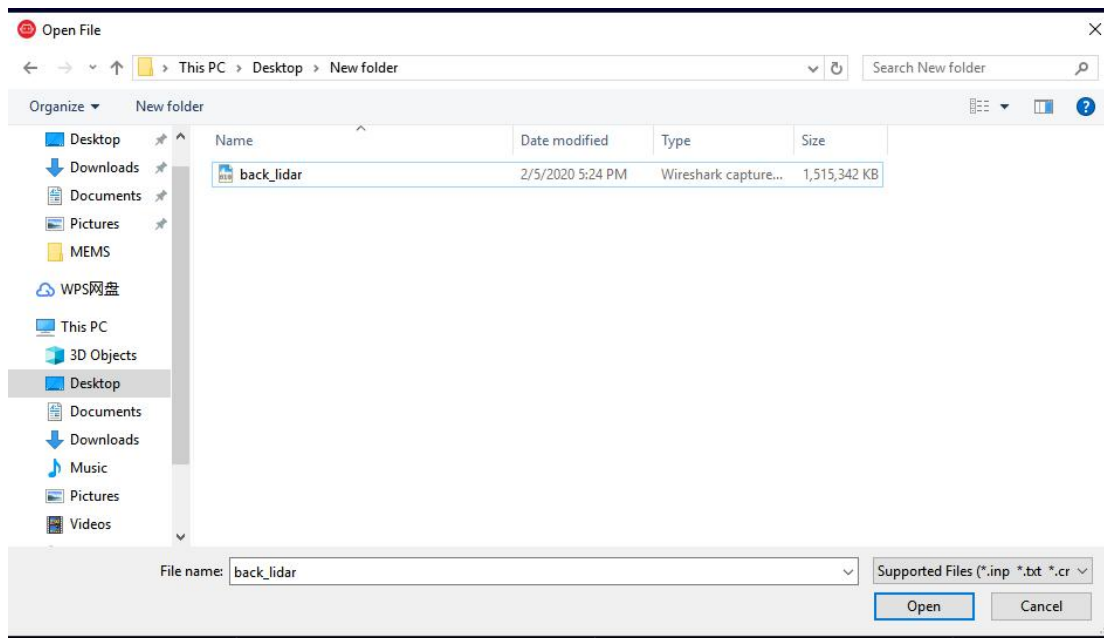 Open File
This PC > Desktop > New folder
Search New folder
Organize
New folder
Name
Date modified
Type
Size
back_lidar
2/5/2020 5:24 PM
Wireshark capture...
1,515,342 KB
Desktop
Downloads
Documents
Pictures
MEMS
WPS网盘
This PC
3D Objects
Desktop
Documents
Downloads
Music
Pictures
Videos
File name:
back_lidar
Supported Files (*.inp *.txt *.cr
Open
Cancel